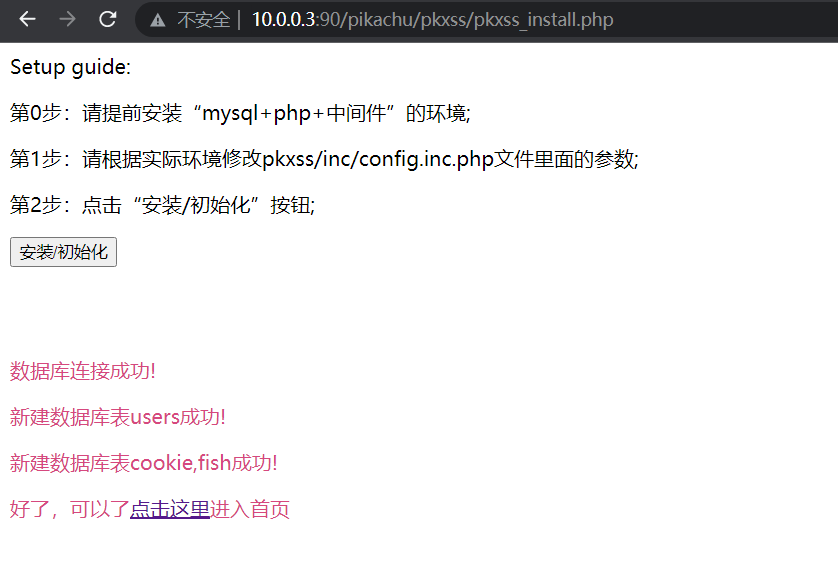 不安全 | 10.0.0.3:90/pikachu/pkxss/pkxss_install.php
Setup guide:
第0步：请提前安装“mysql+php+中间件”的环境;
第1步：请根据实际环境修改pkxss/inc/config.inc.php文件里面的参数;
第2步：点击“安装/初始化”按钮;
安装/初始化
数据库连接成功!
新建数据库表users成功!
新建数据库表cookie,fish成功!
好了，可以了点击这里进入首页